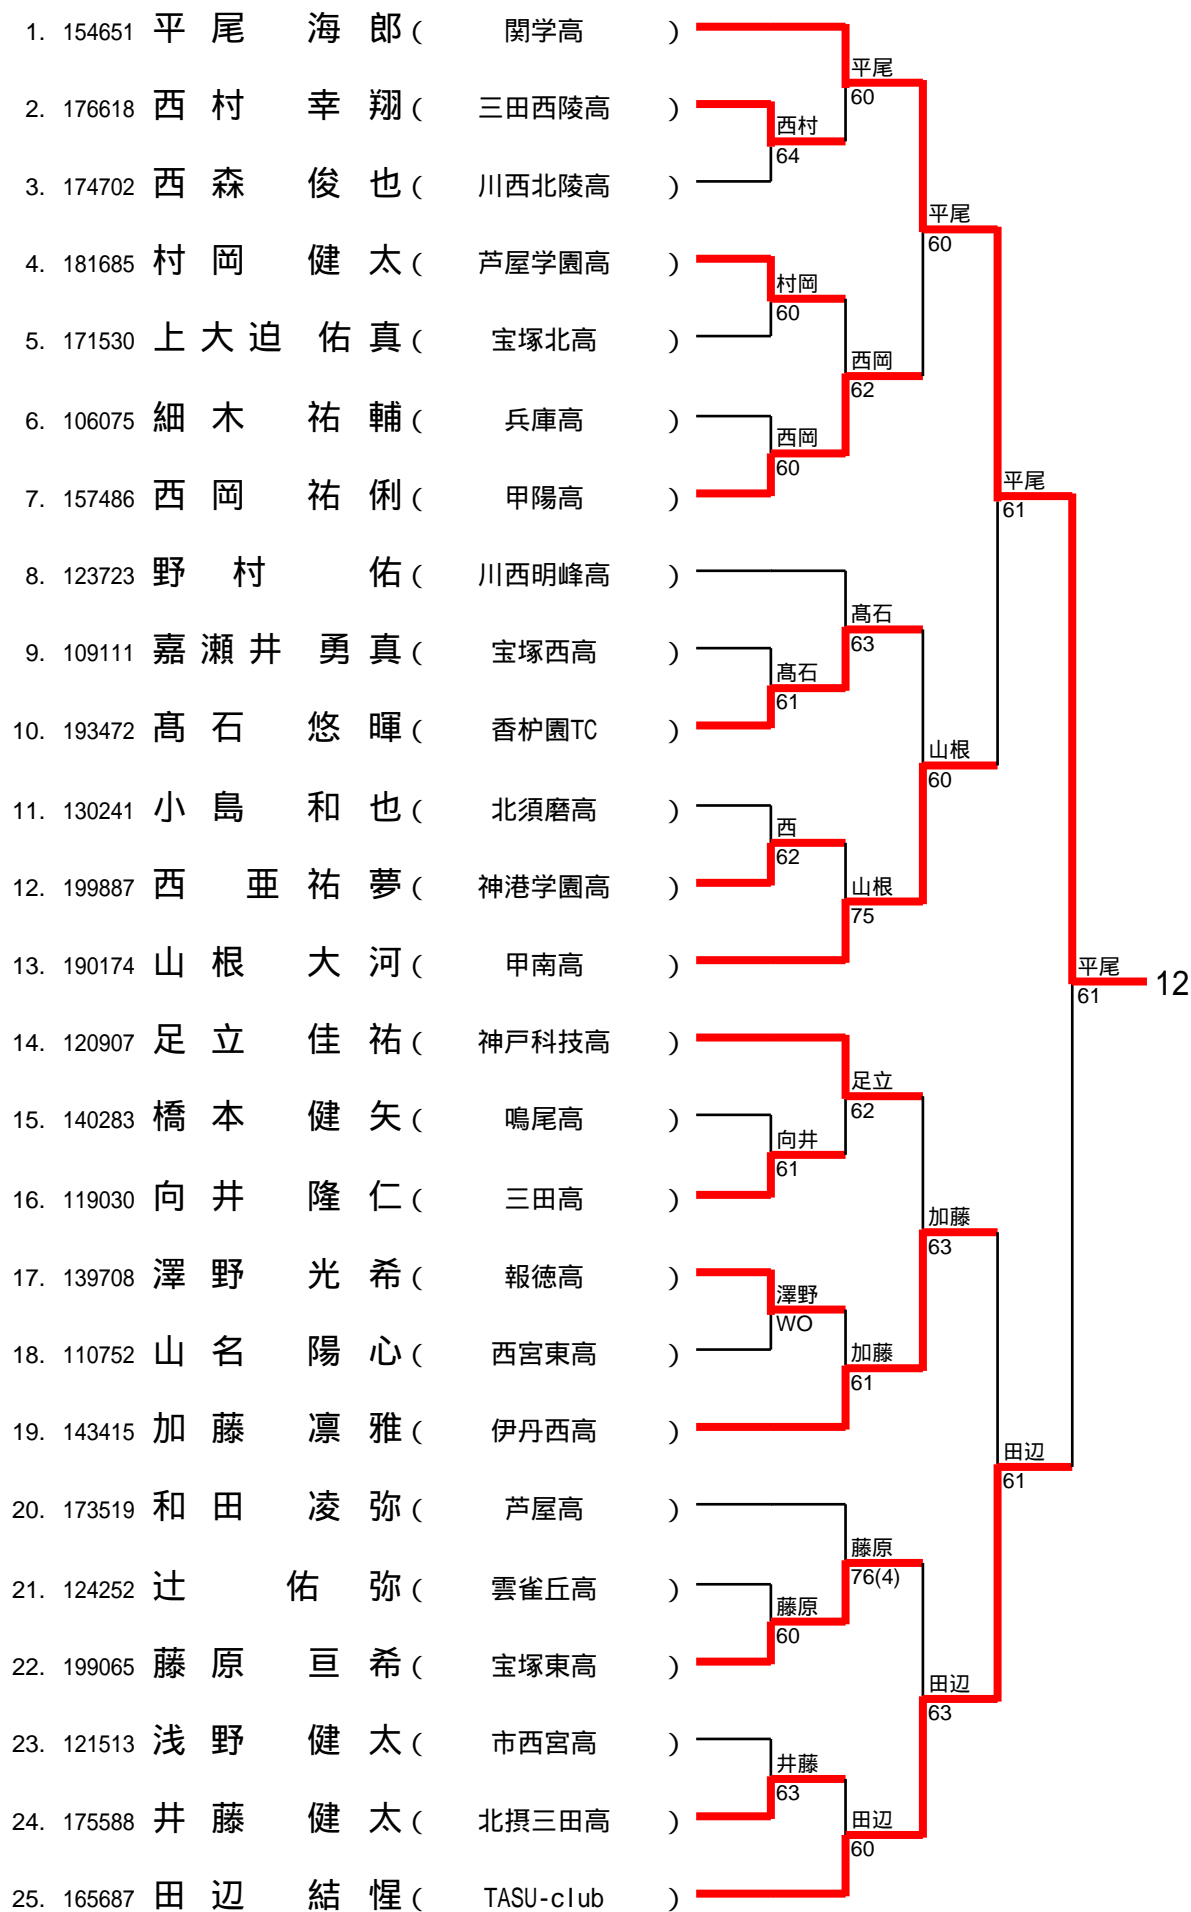 1. 154651 平尾 海郎 ( 関学高 )
平尾
60
2. 176618 西村 幸翔 ( 三田西陵高 )
西村
64
3. 174702 西森 俊也 ( 川西北陵高 )
平尾
60
4. 181685 村岡 健太 ( 芦屋学園高 )
村岡
60
5. 171530 上大迫 佑真 ( 宝塚北高 )
西岡
62
6. 106075 細木 祐輔 ( 兵庫高 )
西岡
60
7. 157486 西岡 祐俐 ( 甲陽高 )
平尾
61
8. 123723 野村 佑 ( 川西明峰高 )
髙石
63
9. 109111 嘉瀬井 勇真 ( 宝塚西高 )
髙石
61
10. 193472 髙石 悠暉 ( 香枦園TC )
山根
60
11. 130241 小島 和也 ( 北須磨高 )
西
62
12. 199887 西 亜祐夢 ( 神港学園高 )
山根
75
13. 190174 山根 大河 ( 甲南高 )
平尾
61
12
14. 120907 足立 佳祐 ( 神戸科技高 )
足立
62
15. 140283 橋本 健矢 ( 鳴尾高 )
向井
61
16. 119030 向井 隆仁 ( 三田高 )
加藤
63
17. 139708 澤野 光希 ( 報徳高 )
澤野
WO
18. 110752 山名 陽心 ( 西宮東高 )
加藤
61
19. 143415 加藤 凛雅 ( 伊丹西高 )
田辺
61
20. 173519 和田 凌弥 ( 芦屋高 )
藤原
76(4)
21. 124252 辻 佑弥 ( 雲雀丘高 )
藤原
60
22. 199065 藤原 亘希 ( 宝塚東高 )
田辺
63
23. 121513 浅野 健太 ( 市西宮高 )
井藤
63
24. 175588 井藤 健太 ( 北摂三田高 )
田辺
60
25. 165687 田辺 結惺 ( TASU-club )